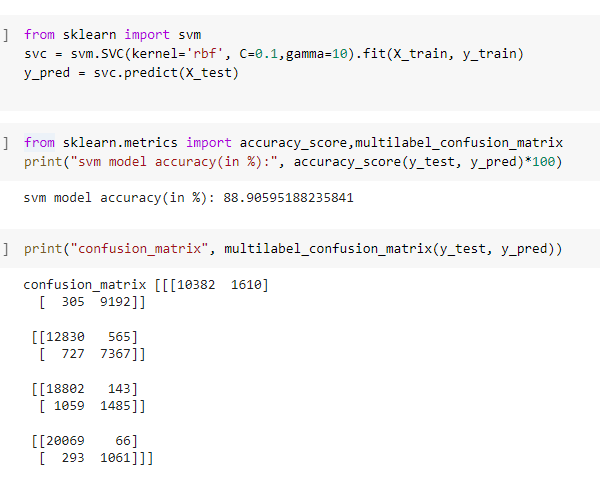 ] from sklearn import svm
svc = svm.SVC(kernel='rbf', C=0.1,gamma=10).fit(X_train, y_train)
y_pred = svc.predict(X_test)
] from sklearn.metrics import accuracy_score,multilabel_confusion_matrix
print("svm model accuracy(in %):", accuracy_score(y_test, y_pred)*100)
svm model accuracy(in %): 88.90595188235841
] print("confusion_matrix", multilabel_confusion_matrix(y_test, y_pred))
confusion_matrix [[[10382  1610]
[  305  9192]]
[[12830   565]
[  727  7367]]
[[18802   143]
[ 1059  1485]]
[[20069    66]
[  293  1061]]]